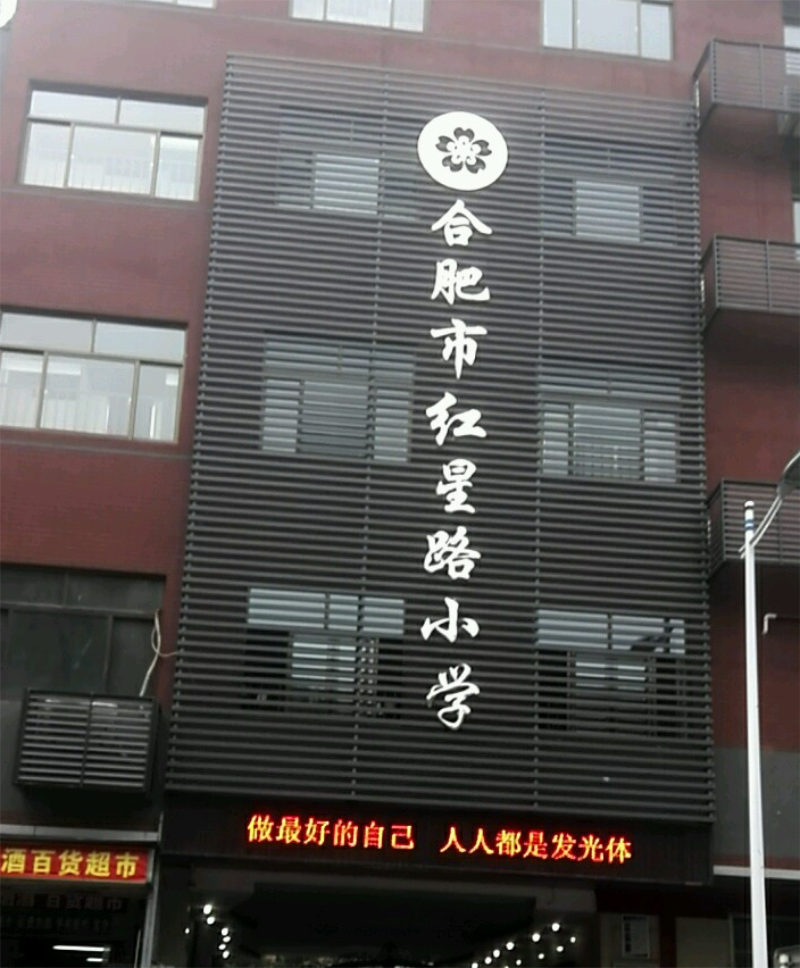 合肥市红星路小学
做最好的自己 人人都是发光体
酒百货超市